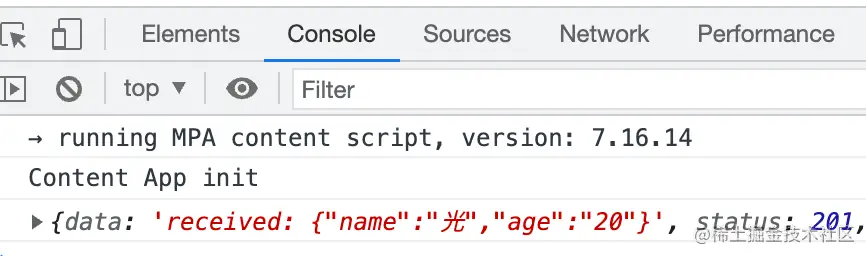 Elements Console Sources Network Performance
top ▼ Filter
→ running MPA content script, version: 7.16.14
Content App init
▶ {data: 'received: {"name":"光","age":"20"}', status: 201,
@稀土掘金技术社区